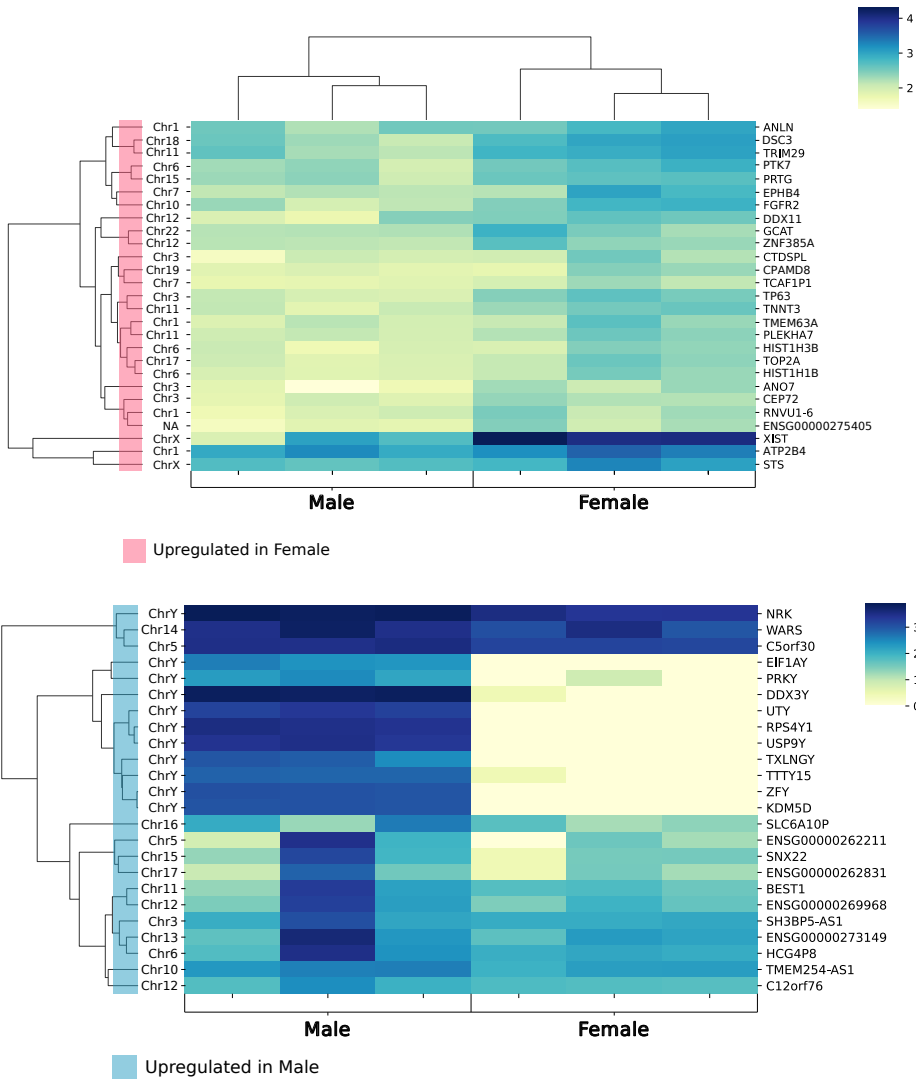 4
3
2
Chr1 ANLN
Chr18 DSC3
Chr11 TRIM29
Chr6 PTK7
Chr15 PRTG
Chr7 EPHB4
Chr10 FGFR2
Chr12 DDX11
Chr22 GCAT
Chr12 ZNF385A
Chr3 CTDSPL
Chr19 CPAMD8
Chr7 TCAF1P1
Chr3 TP63
Chr11 TNNT3
Chr1 TMEM63A
Chr11 PLEKHA7
Chr6 HIST1H3B
Chr17 TOP2A
Chr6 HIST1H1B
Chr3 ANO7
Chr3 CEP72
Chr1 RNVU1-6
NA ENSG00000275405
ChrX XIST
Chr1 ATP2B4
ChrX STS
Male Female
Upregulated in Female
ChrY NRK
Chr14 WARS
Chr5 C5orf30
ChrY EIF1AY
ChrY PRKY
ChrY DDX3Y
ChrY UTY
ChrY RPS4Y1
ChrY USP9Y
ChrY TXLNGY
ChrY TTTY15
ChrY ZFY
ChrY KDM5D
Chr16 SLC6A10P
Chr5 ENSG00000262211
Chr15 SNX22
Chr17 ENSG00000262831
Chr11 BEST1
Chr12 ENSG00000269968
Chr3 SH3BP5-AS1
Chr13 ENSG00000273149
Chr6 HCG4P8
Chr10 TMEM254-AS1
Chr12 C12orf76
3
2
1
0
Male Female
Upregulated in Male